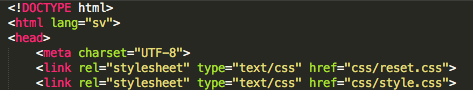 <!DOCTYPE html>
<html lang="sv">
<head>
<meta charset="UTF-8">
<link rel="stylesheet" type="text/css" href="css/reset.css">
<link rel="stylesheet" type="text/css" href="css/style.css">